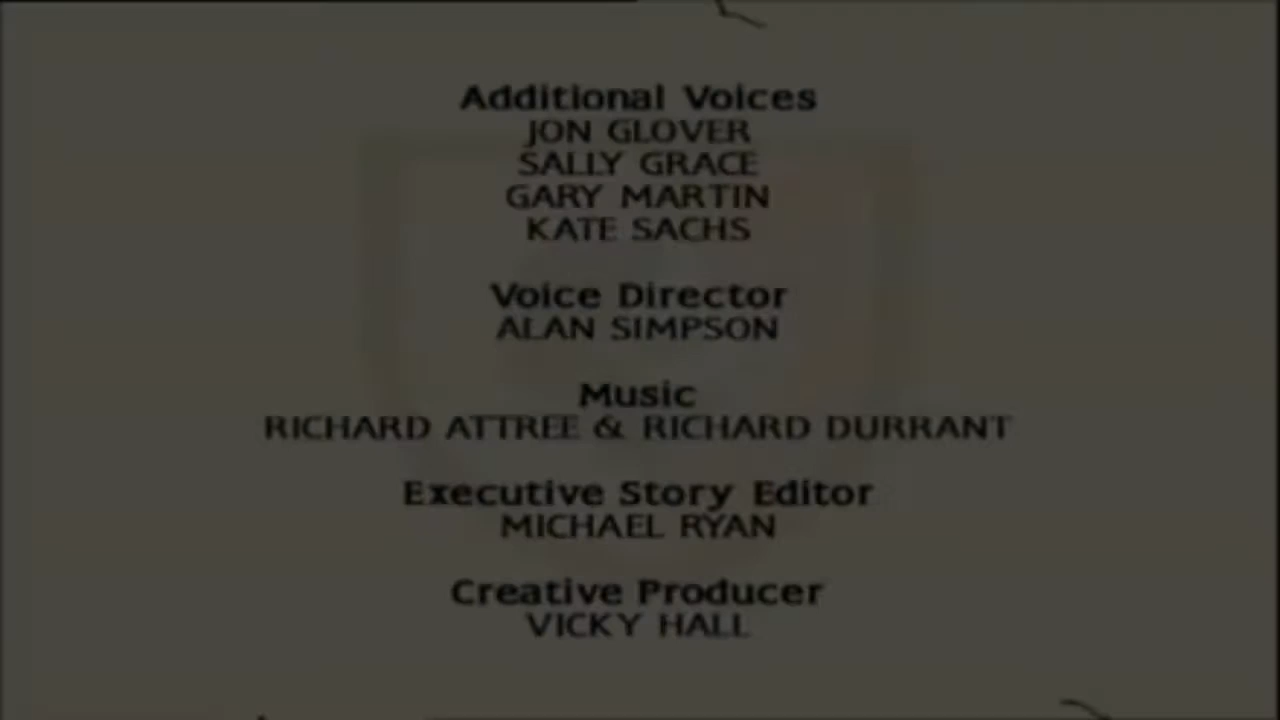 Additional Voices
JON GLOVER
SALLY GRACE
GARY MARTIN
KATE SACHS
Voice Director
ALAN SIMPSON
Music
RICHARD ATTREE & RICHARD DURRANT
Executive Story Editor
MICHAEL RYAN
Creative Producer
VICKY HALL